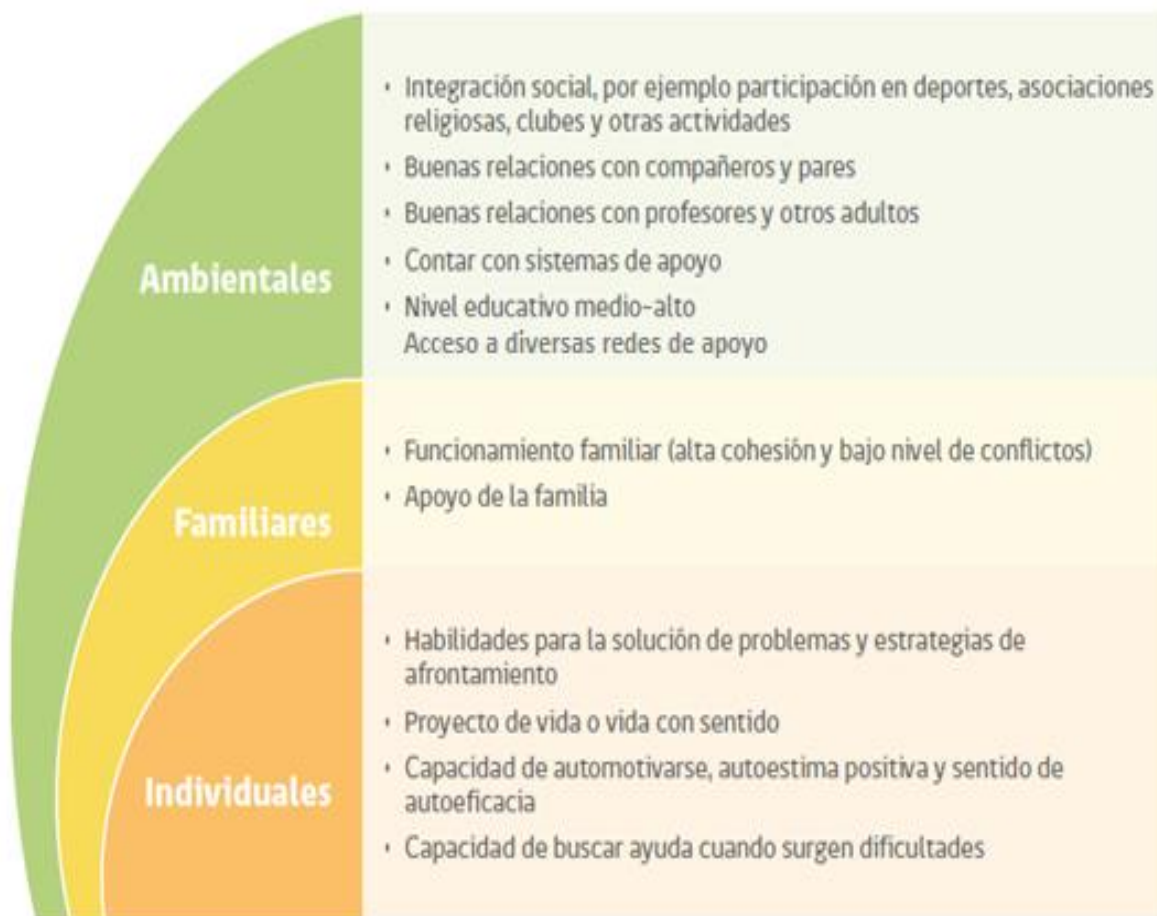 Ambientales
• Integración social, por ejemplo participación en deportes, asociaciones
religiosas, clubes y otras actividades
• Buenas relaciones con compañeros y pares
• Buenas relaciones con profesores y otros adultos
• Contar con sistemas de apoyo
• Nivel educativo medio-alto
Acceso a diversas redes de apoyo
Familiares
• Funcionamiento familiar (alta cohesión y bajo nivel de conflictos)
• Apoyo de la familia
Individuales
• Habilidades para la solución de problemas y estrategias de
afrontamiento
• Proyecto de vida o vida con sentido
• Capacidad de automotivarse, autoestima positiva y sentido de
autoeficacia
• Capacidad de buscar ayuda cuando surgen dificultades